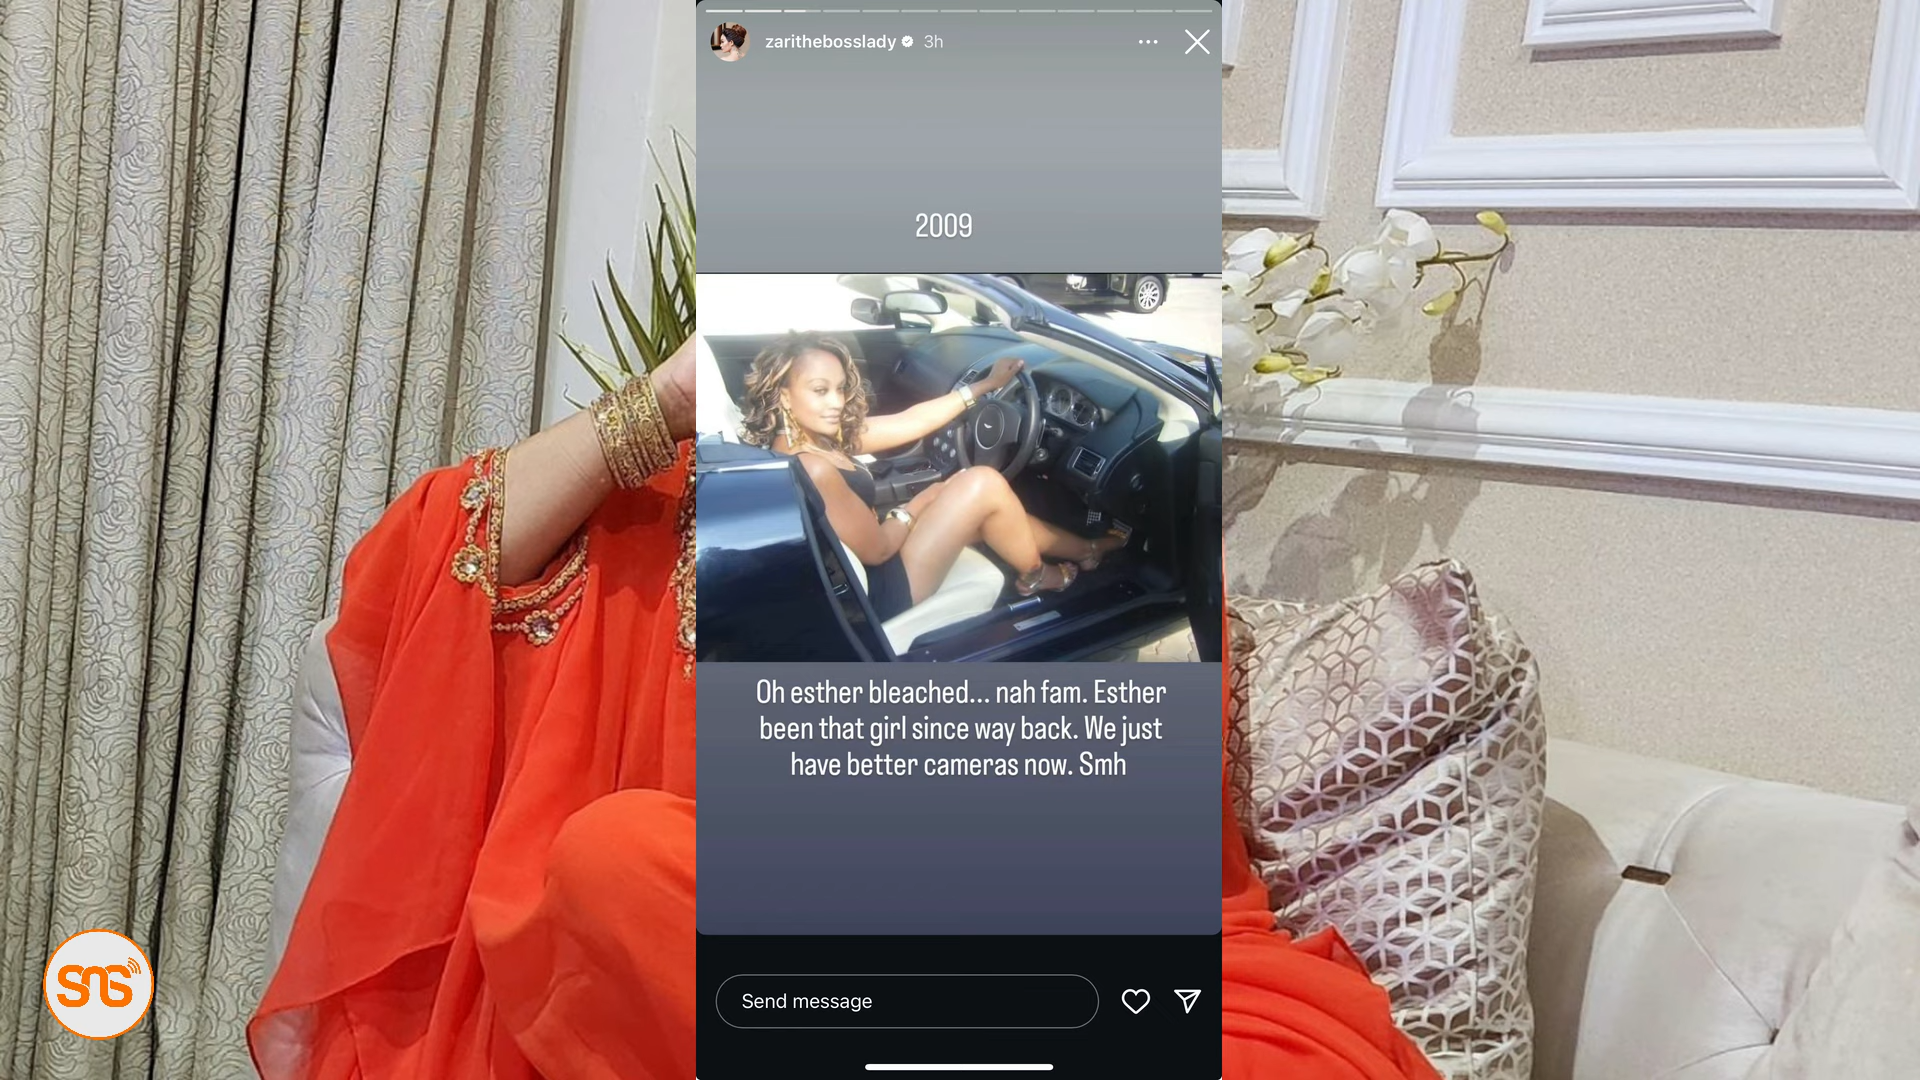 zarithebosslady 3h
2009
Oh esther bleached... nah fam. Esther
been that girl since way back. We just
have better cameras now. Smh
Send message
SNS